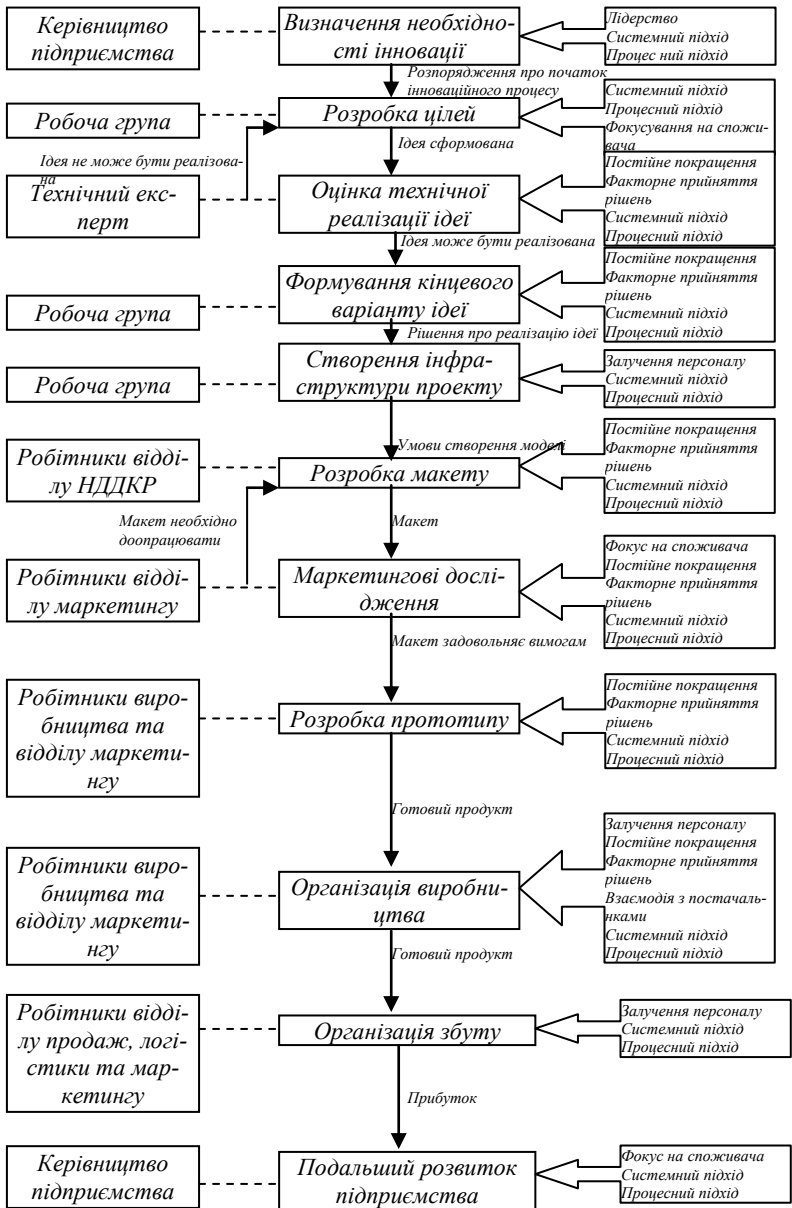 Керівництво
підприємства
Визначення необхідно-
сті інновації
Лідерство
Системний підхід
Процес ний підхід
Розпорядження про початок
інноваційного процесу
Робоча група
Розробка цілей
Системний підхід
Процесний підхід
Фокусування на спожи-
вача
Ідея не може бути реалізова-
на
Ідея сформована
Технічний екс-
перт
Оцінка технічної
реалізації ідеї
Постійне покращення
Факторне прийняття
рішень
Системний підхід
Процесний підхід
Ідея може бути реалізована
Робоча група
Формування кінцевого
варіанту ідеї
Постійне покращення
Факторне прийняття
рішень
Системний підхід
Процесний підхід
Рішення про реалізацію ідеї
Робоча група
Створення інфра-
структури проекту
Залучення персоналу
Системний підхід
Процесний підхід
Умови створення моделі
Робітники відді-
лу НДДКР
Розробка макету
Постійне покращення
Факторне прийняття
рішень
Системний підхід
Процесний підхід
Макет необхідно
доопрацювати
Макет
Робітники відді-
лу маркетингу
Маркетингові дослі-
дження
Фокус на споживача
Постійне покращення
Факторне прийняття
рішень
Системний підхід
Процесний підхід
Макет задовольняє вимогам
Робітники виро-
бництва та
відділу маркети-
нгу
Розробка прототипу
Постійне покращення
Факторне прийняття
рішень
Системний підхід
Процесний підхід
Готовий продукт
Робітники виро-
бництва та
відділу маркети-
нгу
Організація виробни-
цтва
Залучення персоналу
Постійне покращення
Факторне прийняття
рішень
Взаємодія з постачаль-
нками
Системний підхід
Процесний підхід
Готовий продукт
Робітники відді-
лу продаж, логі-
стики та мар-
кетингу
Організація збуту
Залучення персоналу
Системний підхід
Процесний підхід
Прибуток
Керівництво
підприємства
Подальший розвиток
підприємства
Фокус на споживача
Системний підхід
Процесний підхід